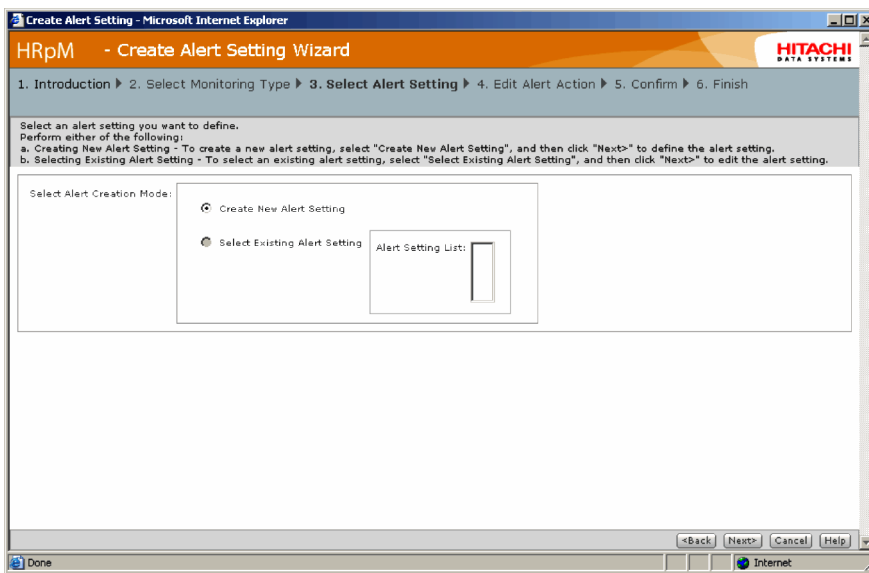 Create Alert Setting - Microsoft Internet Explorer
HRpM - Create Alert Setting Wizard
HITACHI
DATA SYSTEMS
1. Introduction 2. Select Monitoring Type 3. Select Alert Setting 4. Edit Alert Action 5. Confirm 6. Finish
Select an alert setting you want to define.
Perform either of the following:
a. Creating New Alert Setting - To create a new alert setting, select "Create New Alert Setting", and then click "Next>" to define the alert setting.
b. Selecting Existing Alert Setting - To select an existing alert setting, select "Select Existing Alert Setting", and then click "Next>" to edit the alert setting.
Select Alert Creation Mode:
Create New Alert Setting
Select Existing Alert Setting
Alert Setting List:
<Back Next> Cancel Help
Done
Internet